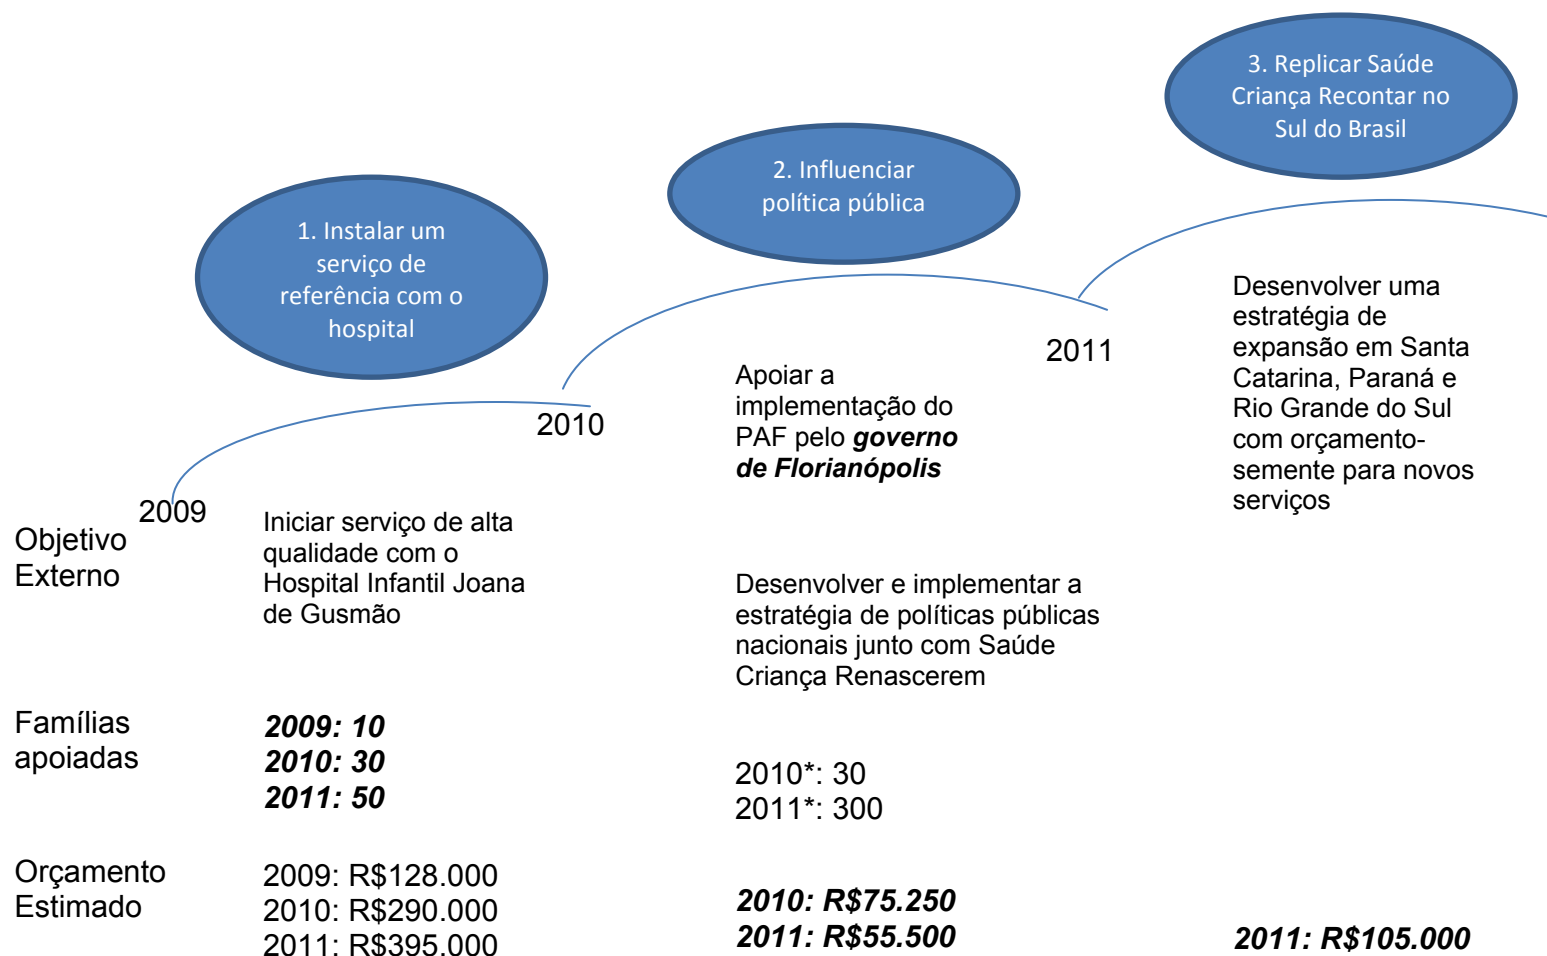 3. Replicar Saúde
Criança Recontar no
Sul do Brasil
2. Influenciar
política pública
1. Instalar um
serviço de
referência com o
hospital
2009
2010
2011
Objetivo
Externo
Iniciar serviço de alta
qualidade com o
Hospital Infantil Joana
de Gusmão
Apoiar a
implementação do
PAF pelo governo
de Florianópolis
Desenvolver e implementar a
estratégia de políticas públicas
nacionais junto com Saúde
Criança Renascerem
Desenvolver uma
estratégia de
expansão em Santa
Catarina, Paraná e
Rio Grande do Sul
com orçamento-
semente para novos
serviços
Famílias
apoiadas
2009: 10
2010: 30
2011: 50
2010*: 30
2011*: 300
Orçamento
Estimado
2009: R$128.000
2010: R$290.000
2011: R$395.000
2010: R$75.250
2011: R$55.500
2011: R$105.000